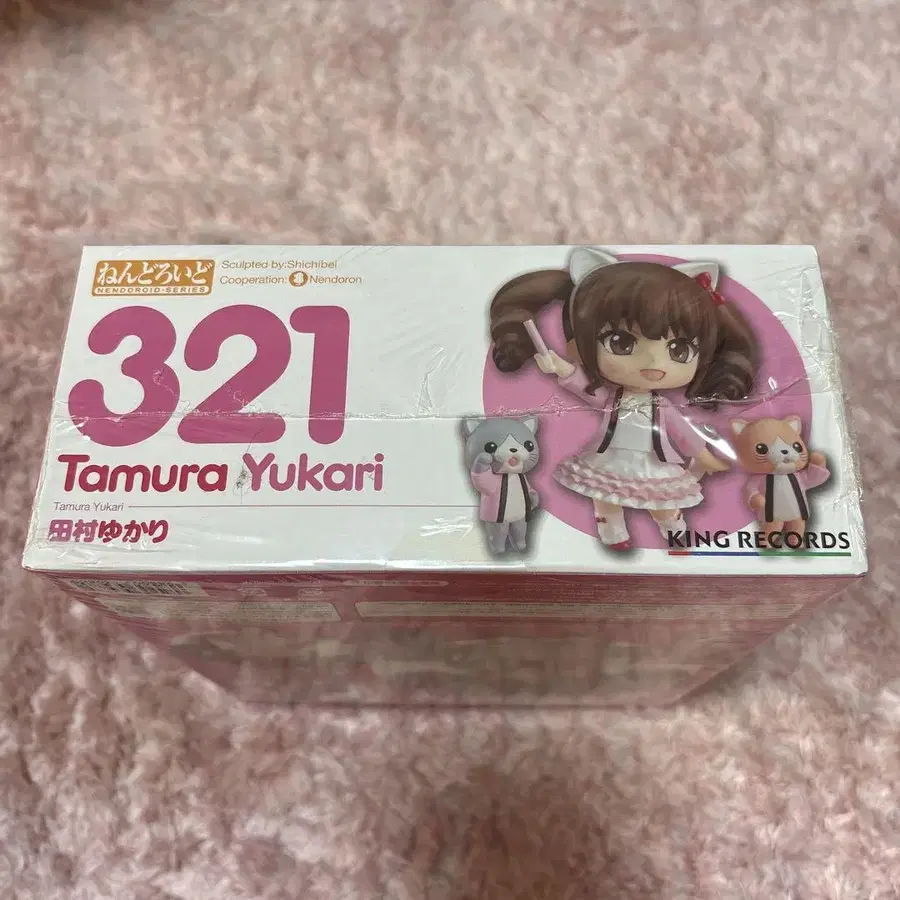 ねんどろいど
NENDOROID-SERIES
Sculpted by:Shichibei
Cooperation: Nendoron
321
Tamura Yukari
Tamura Yukari
田村ゆかり
KING RECORDS